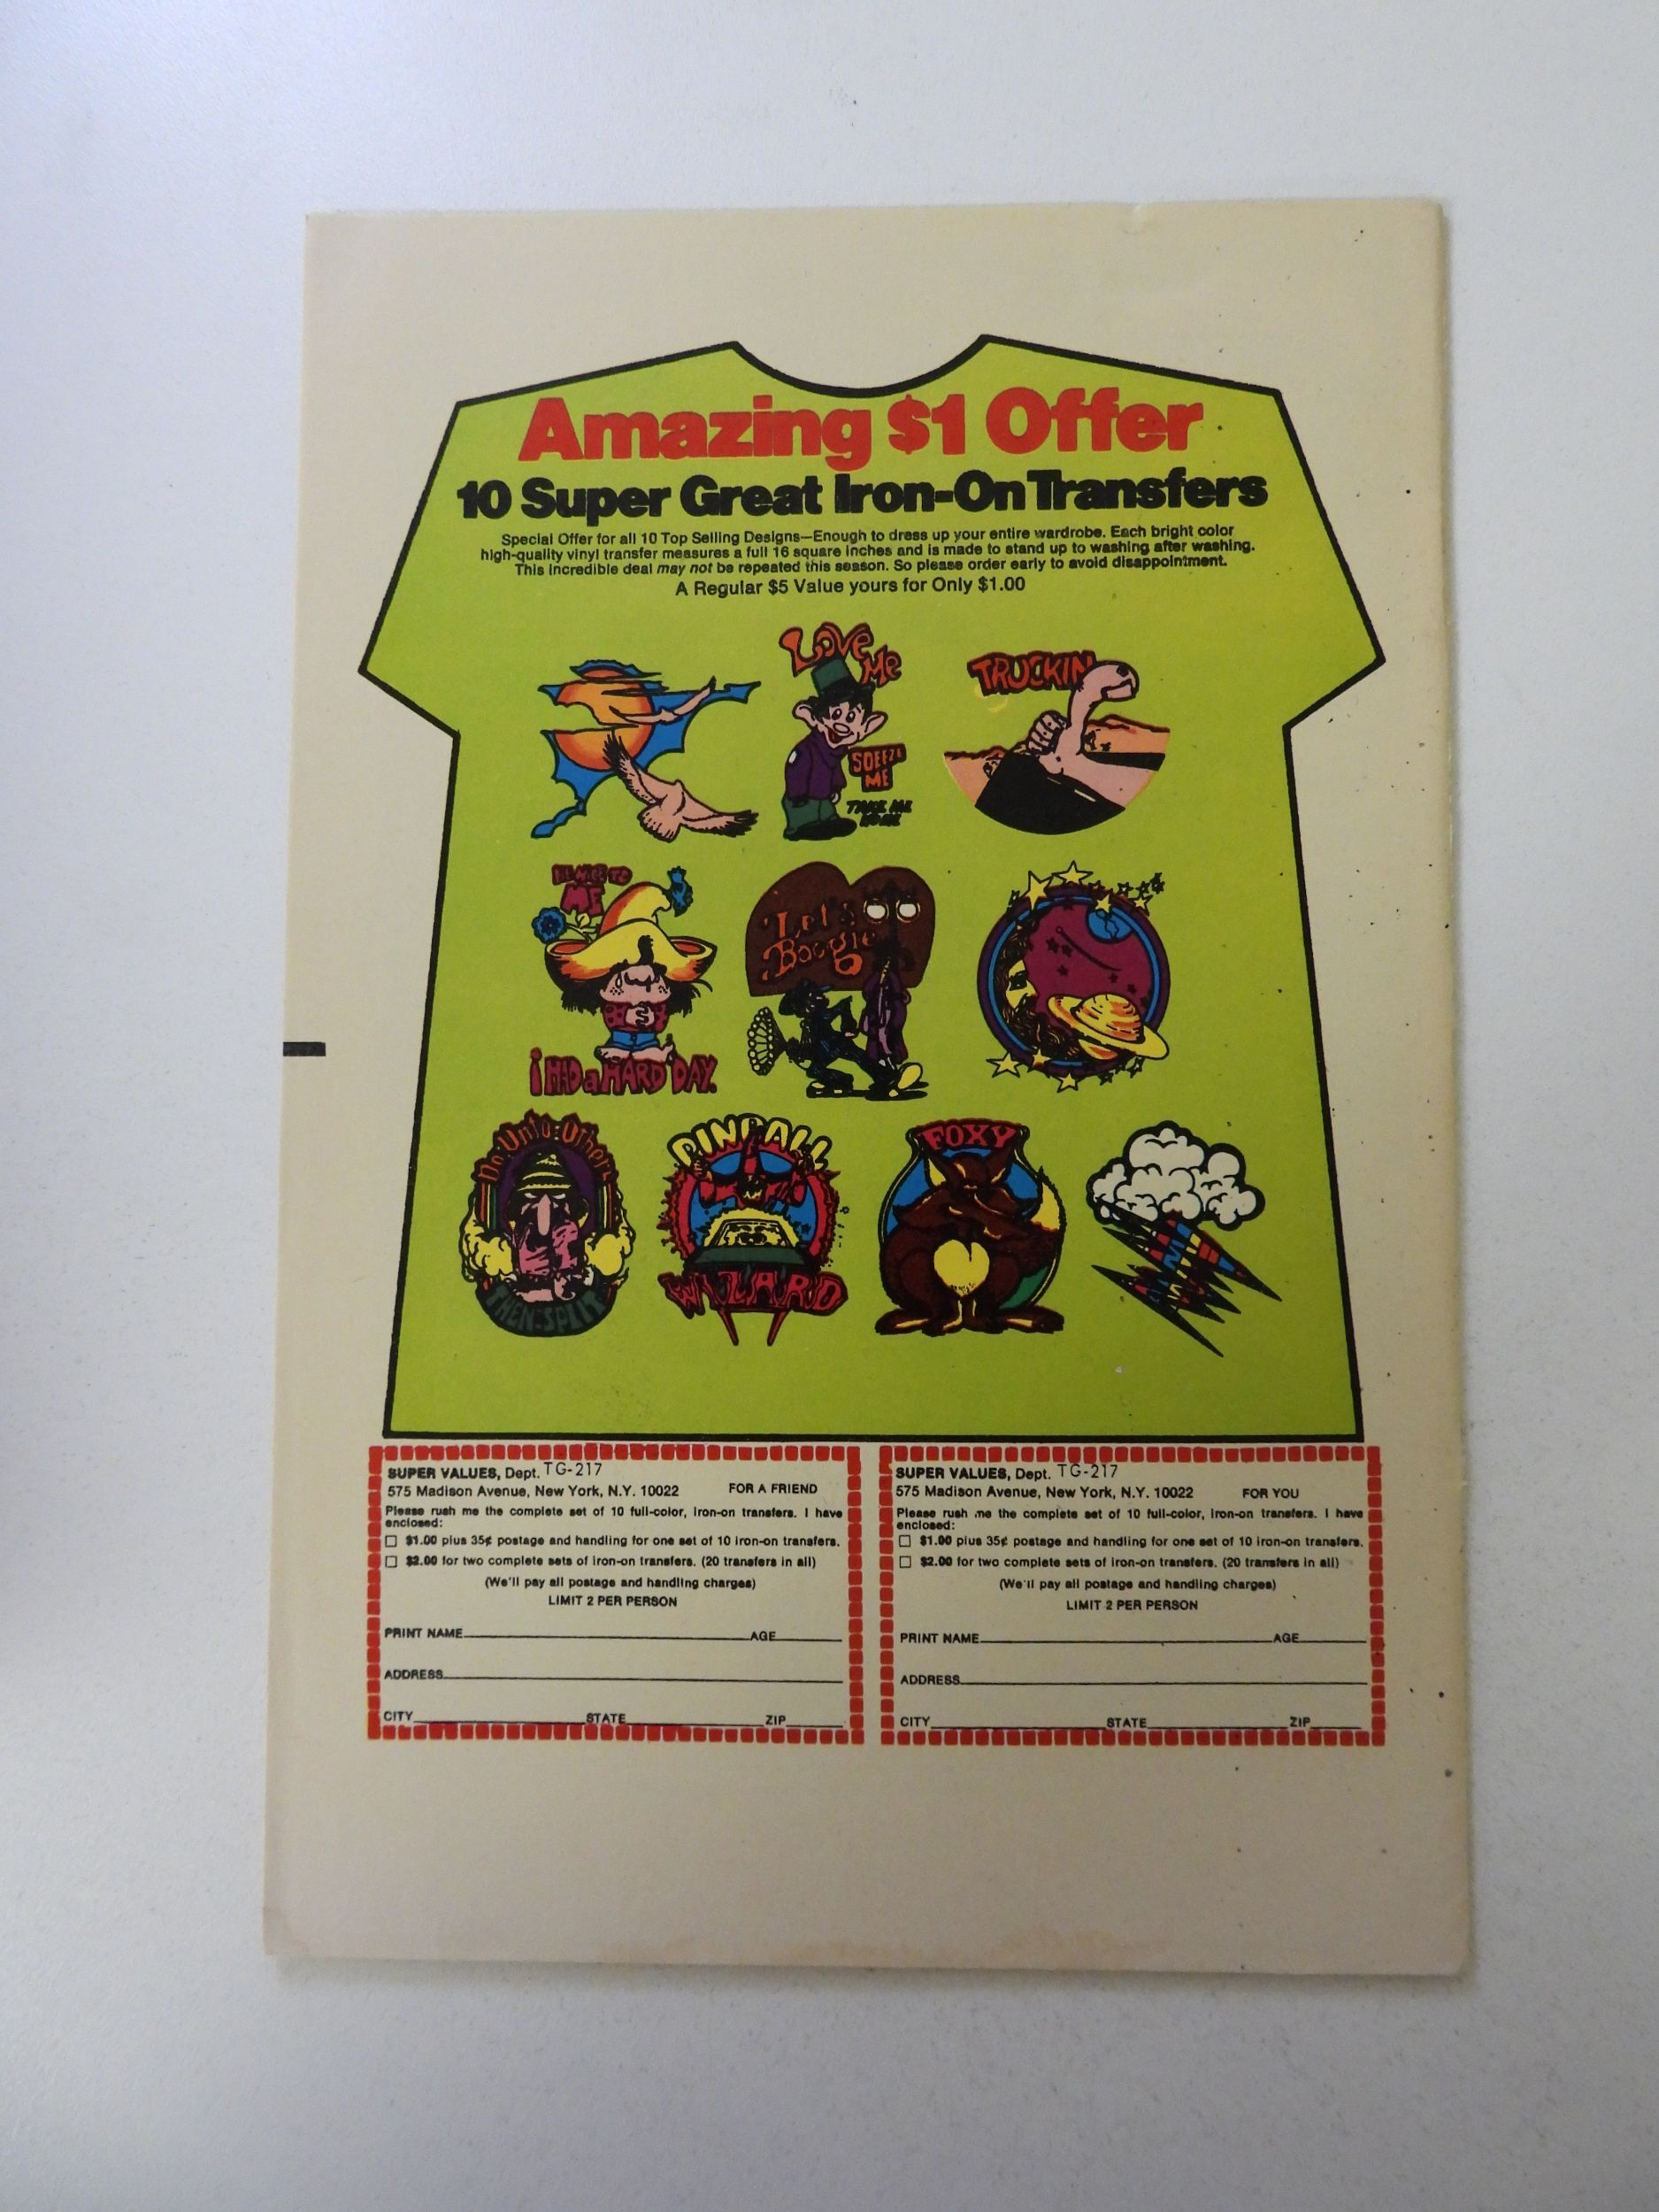 Amazing $1 Offer
10 Super Great Iron-On Transfers
Special Offer for all 10 Top Selling Designs—Enough to dress up your entire wardrobe. Each bright color
high-quality vinyl transfer measures a full 16 square inches and is made to stand up to washing after washing.
This incredible deal may not be repeated this season. So please order early to avoid disappointment.
A Regular $5 Value yours for Only $1.00
LOVE
Me
SQEEZE
ME
TAKE ME
TRUCKIN
BE NICE TO
ME
i HAD a HARD DAY.
Let's
Boogie
Do Unto Others
THEN-SPLIT
PINBALL
WIZARD
FOXY
SUPER VALUES, Dept. TG-217
575 Madison Avenue, New York, N.Y. 10022 FOR A FRIEND
Please rush me the complete set of 10 full-color, iron-on transfers. I have
enclosed:
☐ $1.00 plus 35¢ postage and handling for one set of 10 iron-on transfers.
☐ $2.00 for two complete sets of iron-on transfers. (20 transfers in all)
(We'll pay all postage and handling charges)
LIMIT 2 PER PERSON
PRINT NAME AGE
ADDRESS
CITY STATE ZIP
SUPER VALUES, Dept. TG-217
575 Madison Avenue, New York, N.Y. 10022 FOR YOU
Please rush me the complete set of 10 full-color, iron-on transfers. I have
enclosed:
☐ $1.00 plus 35¢ postage and handling for one set of 10 iron-on transfers.
☐ $2.00 for two complete sets of iron-on transfers. (20 transfers in all)
(We'll pay all postage and handling charges)
LIMIT 2 PER PERSON
PRINT NAME AGE
ADDRESS
CITY STATE ZIP